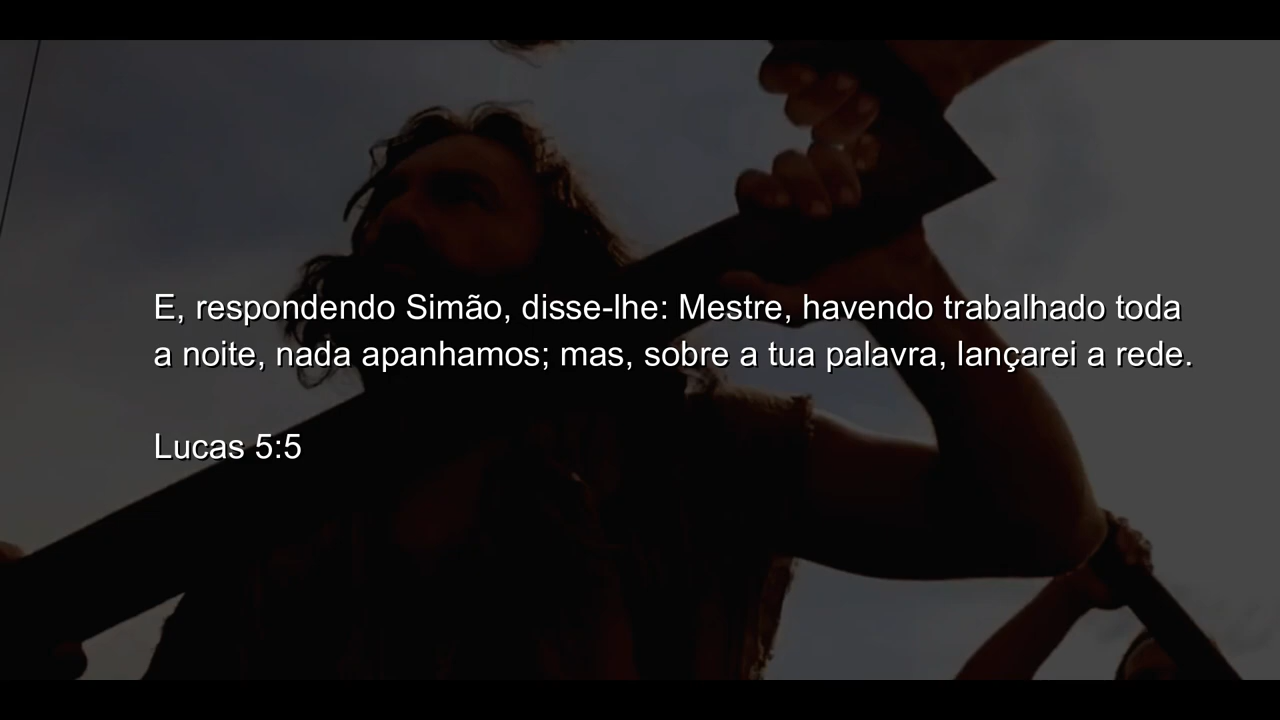 E, respondendo Simão, disse-lhe: Mestre, havendo trabalhado toda
a noite, nada apanhamos; mas, sobre a tua palavra, lançarei a rede.
Lucas 5:5